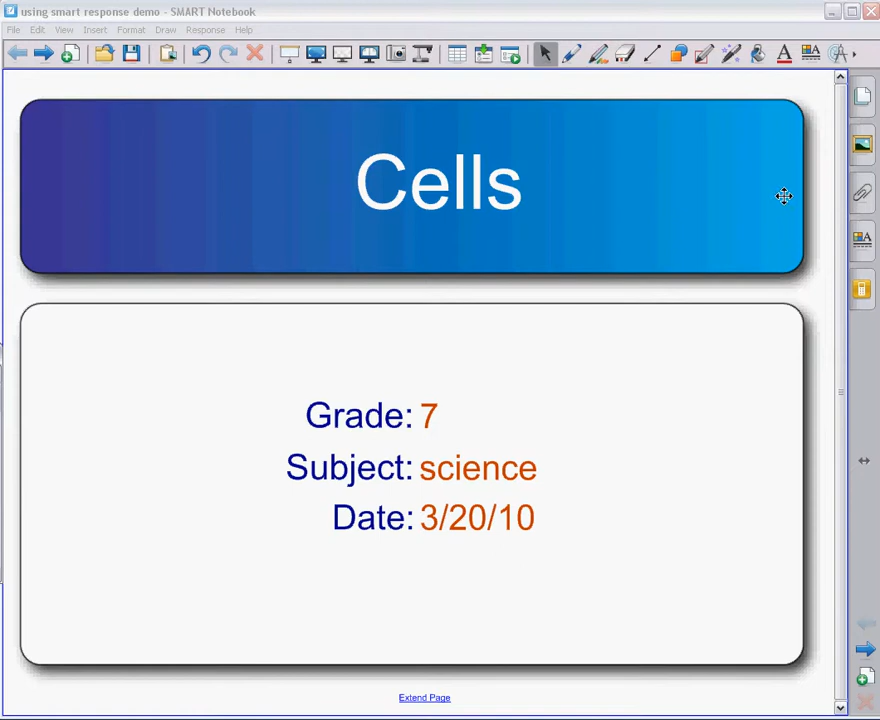 using smart response demo - SMART Notebook
File Edit View Insert Format Draw Response Help
Cells
Grade: 7
Subject: science
Date: 3/20/10
Extend Page